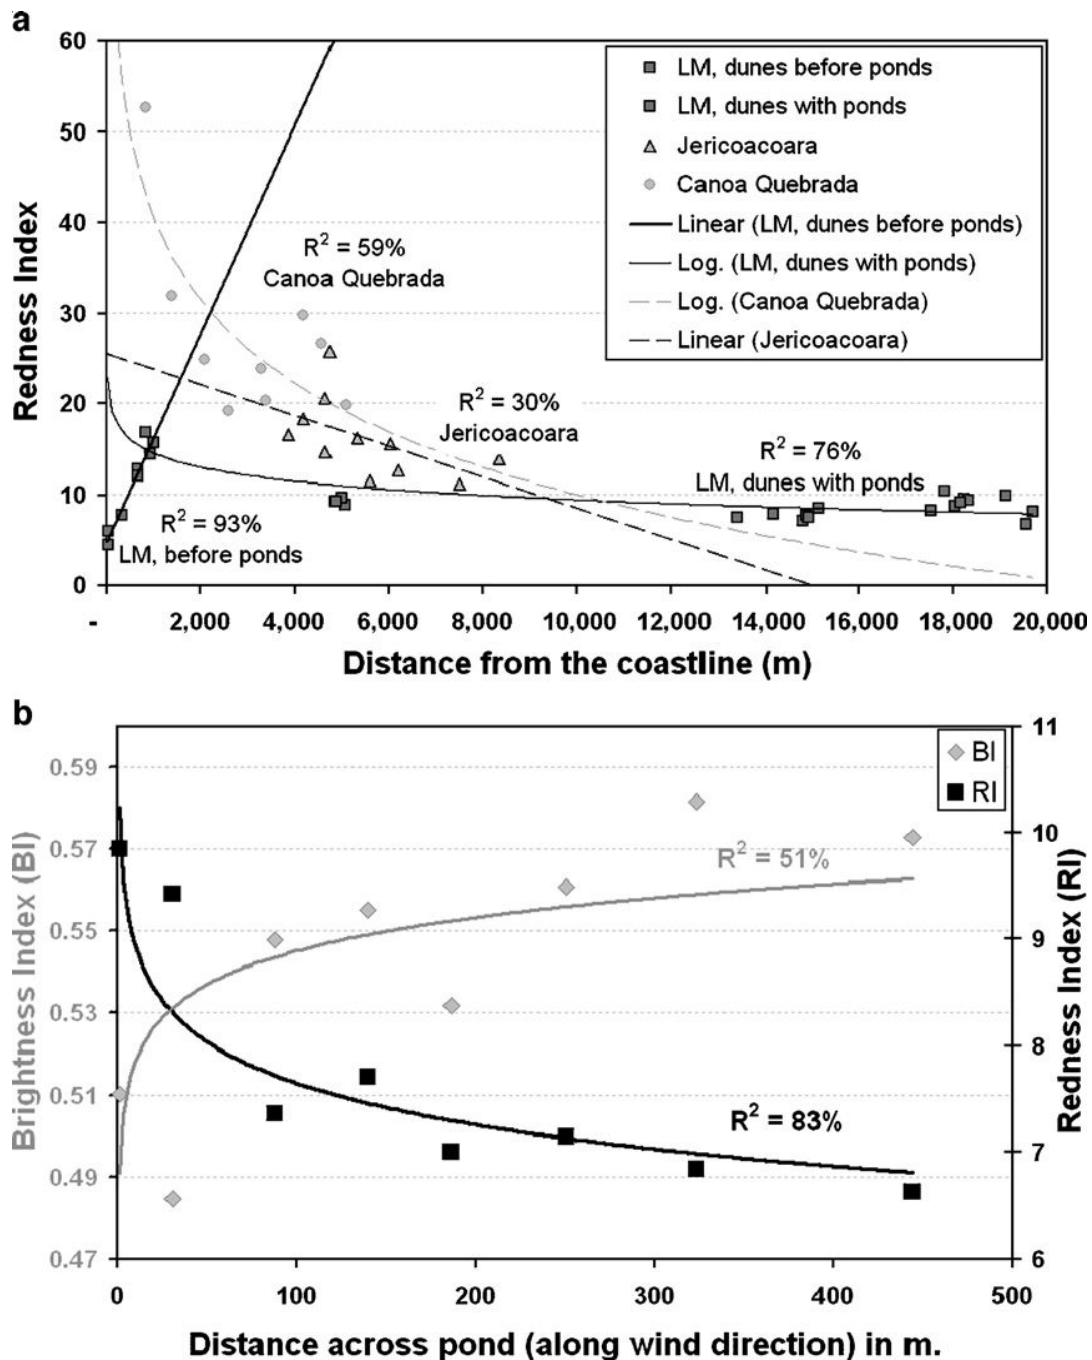 a
60
50
40
30
20
10
0
Redness Index
LM, dunes before ponds
LM, dunes with ponds
Jericoacoara
Canoa Quebrada
Linear (LM, dunes before ponds)
Log. (LM, dunes with ponds)
Log. (Canoa Quebrada)
Linear (Jericoacoara)
R² = 59%
Canoa Quebrada
R² = 30%
Jericoacoara
R² = 76%
LM, dunes with ponds
R² = 93%
LM, before ponds
- 2,000 4,000 6,000 8,000 10,000 12,000 14,000 16,000 18,000 20,000
Distance from the coastline (m)
b
0.59
0.57
0.55
0.53
0.51
0.49
0.47
Brightness Index (BI)
BI
RI
R² = 51%
R² = 83%
11
10
9
8
7
6
Redness Index (RI)
0 100 200 300 400 500
Distance across pond (along wind direction) in m.